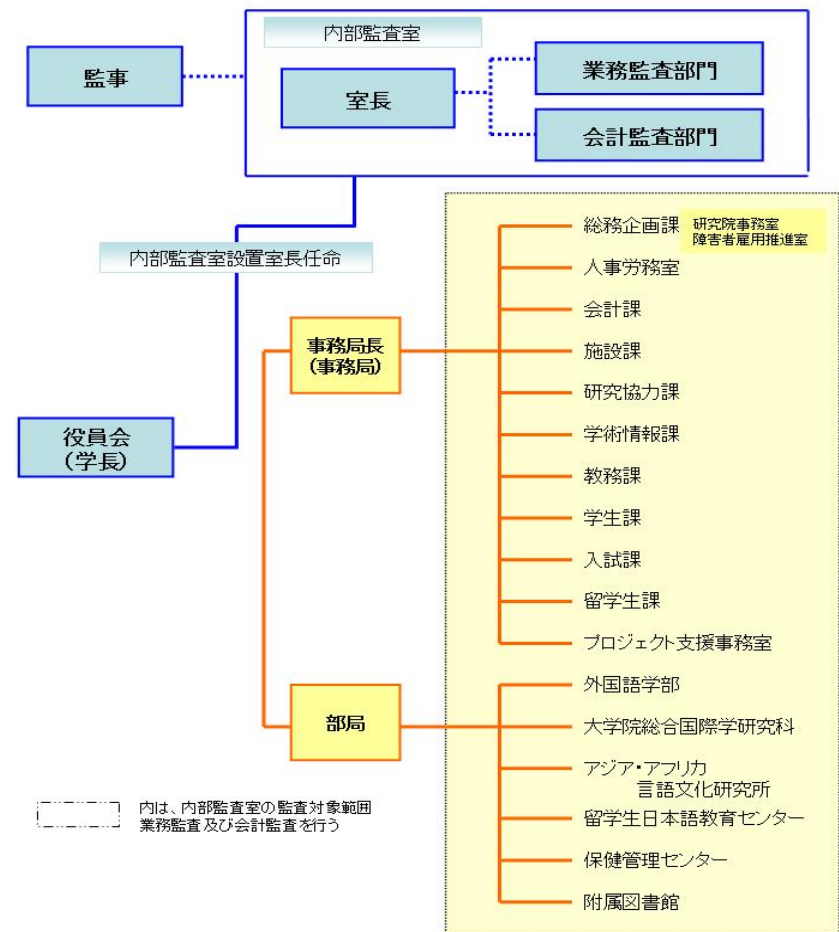 内部監査室
監事
室長
業務監査部門
会計監査部門
内部監査室設置室長任命
役員会
(学長)
事務局長
(事務局)
総務企画課
研究院事務室
障害者雇用推進室
人事労務室
会計課
施設課
研究協力課
学術情報課
教務課
学生課
入試課
留学生課
プロジェクト支援事務室
部局
外国語学部
大学院総合国際学研究科
アジア・アフリカ
言語文化研究所
留学生日本語教育センター
保健管理センター
附属図書館
内は、内部監査室の監査対象範囲
業務監査及び会計監査を行う